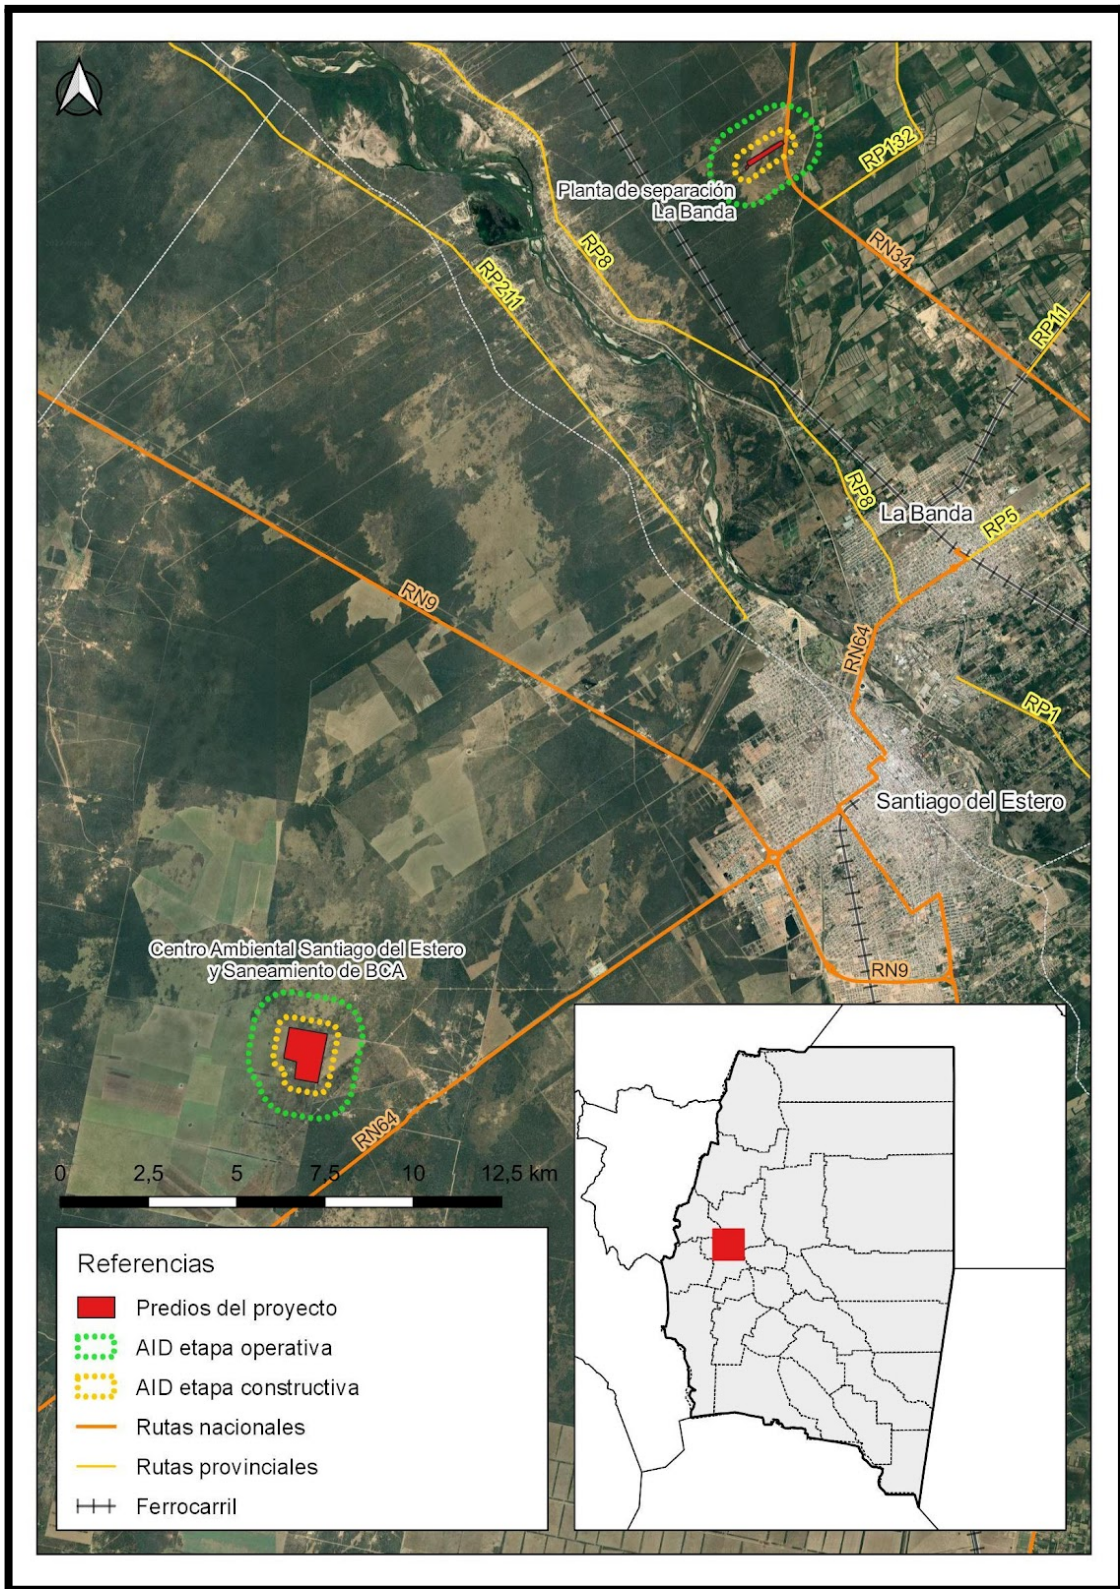 RP132
Planta de separación
La Banda
RP8
RN34
RP211
RP11
RP8
La Banda
RP5
RN9
RN64
RP1
Santiago del Estero
Centro Ambiental Santiago del Estero
y Saneamiento de BCA
RN9
RN64
0 2,5 5 7,5 10 12,5 km
Referencias
Predios del proyecto
AID etapa operativa
AID etapa constructiva
Rutas nacionales
Rutas provinciales
Ferrocarril